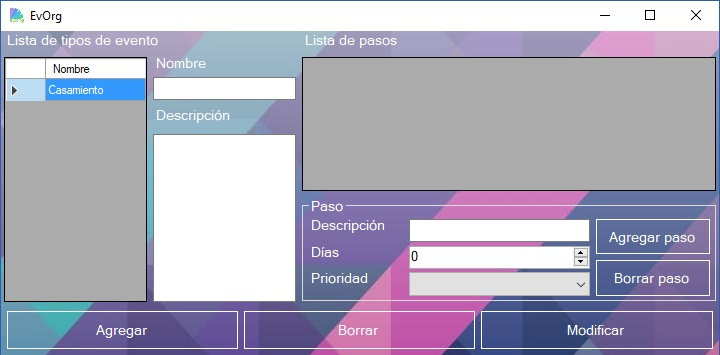 EvOrg
Lista de tipos de evento
Nombre
Casamiento
Nombre
Descripción
Lista de pasos
Paso
Descripción
Días
0
Prioridad
Agregar paso
Borrar paso
Agregar
Borrar
Modificar